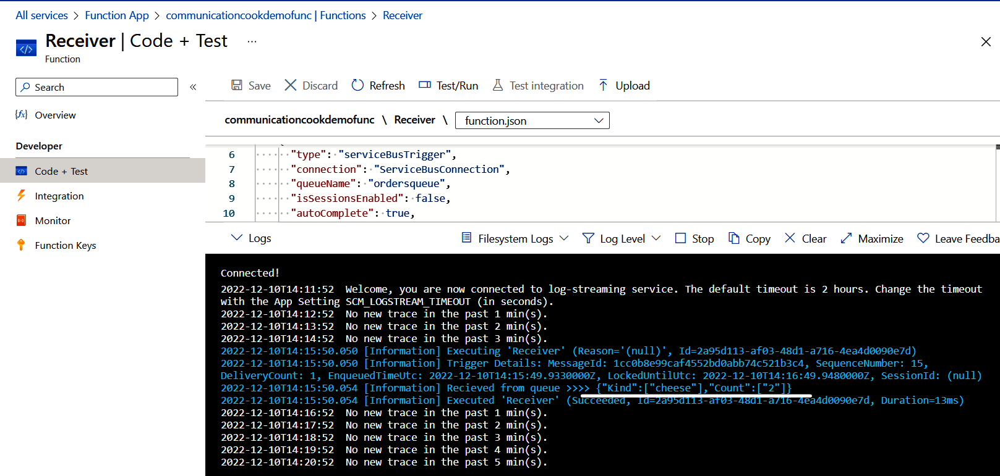 All services > Function App > communicationcookdemofunc | Functions > Receiver
Receiver | Code + Test ...
Function
Search «
Overview
Developer
Code + Test
Integration
Monitor
Function Keys
Save Discard Refresh Test/Run Test integration Upload
communicationcookdemofunc \ Receiver \ function.json
6 "type": "serviceBusTrigger",
7 "connection": "ServiceBusConnection",
8 "queueName": "ordersqueue",
9 "isSessionsEnabled": false,
10 "autoComplete": true,
Logs Filesystem Logs Log Level Stop Copy Clear Maximize Leave Feedba
Connected!
2022-12-10T14:11:52 Welcome, you are now connected to log-streaming service. The default timeout is 2 hours. Change the timeout
with the App Setting SCM_LOGSTREAM_TIMEOUT (in seconds).
2022-12-10T14:12:52 No new trace in the past 1 min(s).
2022-12-10T14:13:52 No new trace in the past 2 min(s).
2022-12-10T14:14:52 No new trace in the past 3 min(s).
2022-12-10T14:15:50.050 [Information] Executing 'Receiver' (Reason='(null)', Id=2a95d113-af03-48d1-a716-4ea4d0090e7d)
2022-12-10T14:15:50.050 [Information] Trigger Details: MessageId: 1cc0b8e99caf4552bd0abb74c521b3c4, SequenceNumber: 15,
DeliveryCount: 1, EnqueuedTimeUtc: 2022-12-10T14:15:49.9330000Z, LockedUntilUtc: 2022-12-10T14:16:49.9480000Z, SessionId: (null)
2022-12-10T14:15:50.054 [Information] Recieved from queue >>>> {"Kind":["cheese"],"Count":["2"]}
2022-12-10T14:15:50.054 [Information] Executed 'Receiver' (Succeeded, Id=2a95d113-af03-48d1-a716-4ea4d0090e7d, Duration=13ms)
2022-12-10T14:16:52 No new trace in the past 1 min(s).
2022-12-10T14:17:52 No new trace in the past 2 min(s).
2022-12-10T14:18:52 No new trace in the past 3 min(s).
2022-12-10T14:19:52 No new trace in the past 4 min(s).
2022-12-10T14:20:52 No new trace in the past 5 min(s).